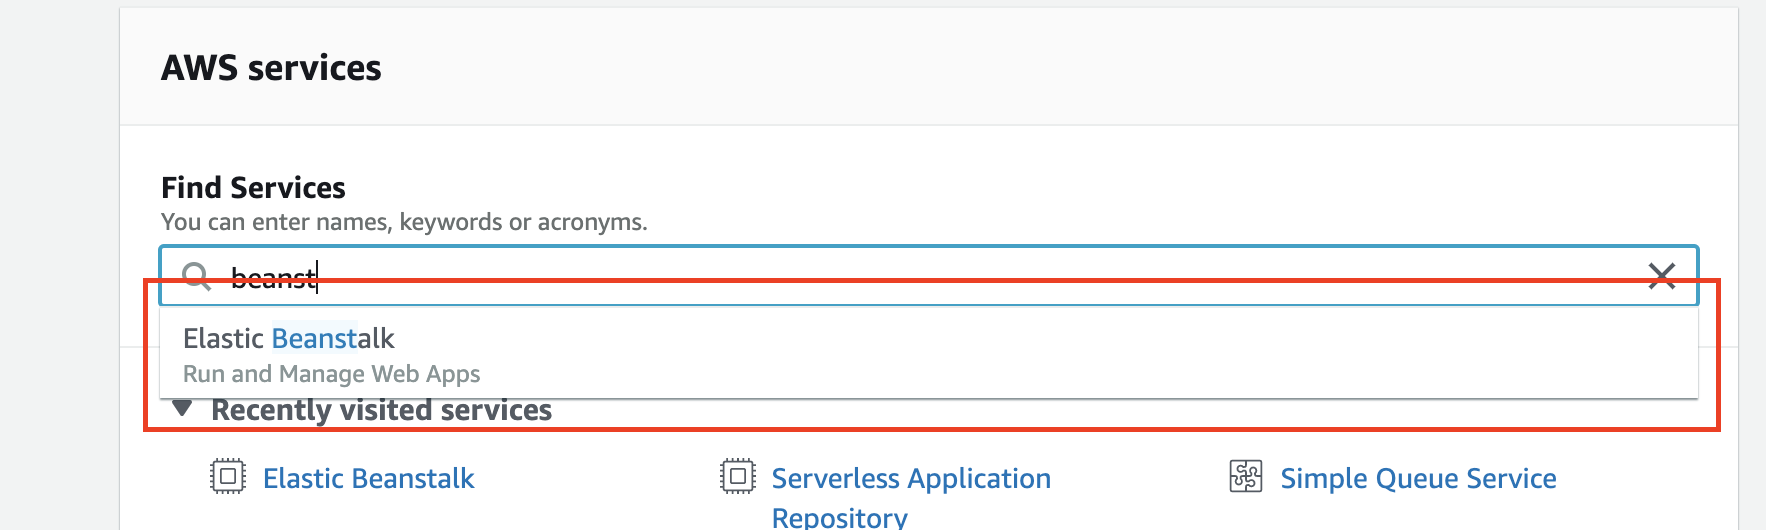 AWS services
Find Services
You can enter names, keywords or acronyms.
beanst
Elastic Beanstalk
Run and Manage Web Apps
Recently visited services
Elastic Beanstalk
Serverless Application
Repository
Simple Queue Service